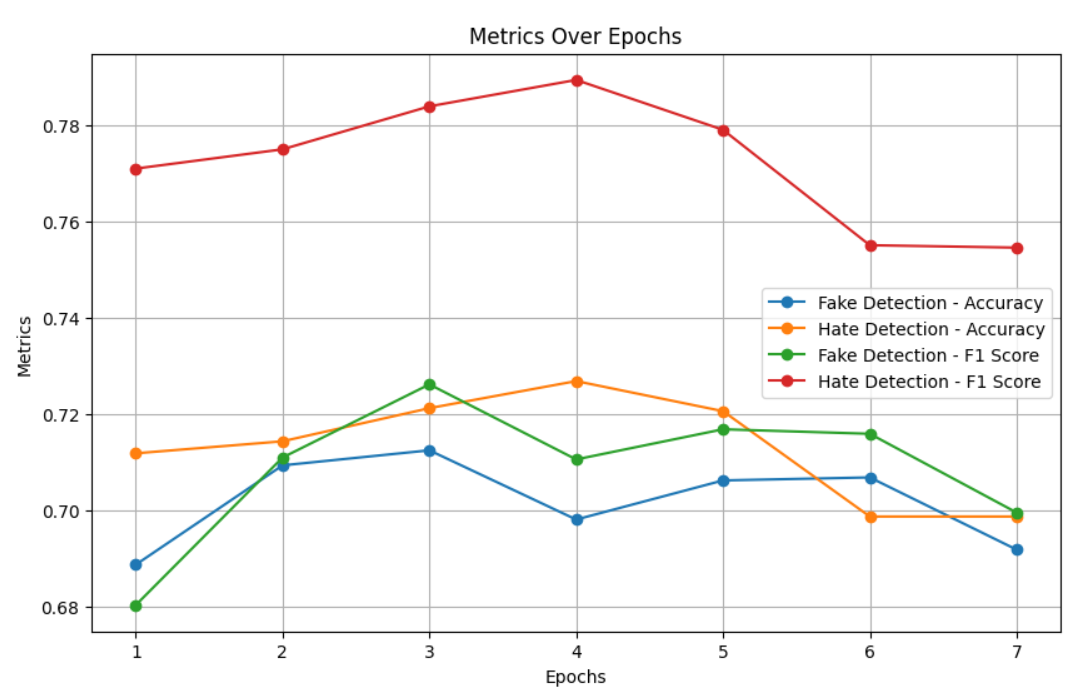 Metrics Over Epochs
Metrics
0.78
0.76
0.74
0.72
0.70
0.68
Fake Detection - Accuracy
Hate Detection - Accuracy
Fake Detection - F1 Score
Hate Detection - F1 Score
1 2 3 4 5 6 7
Epochs